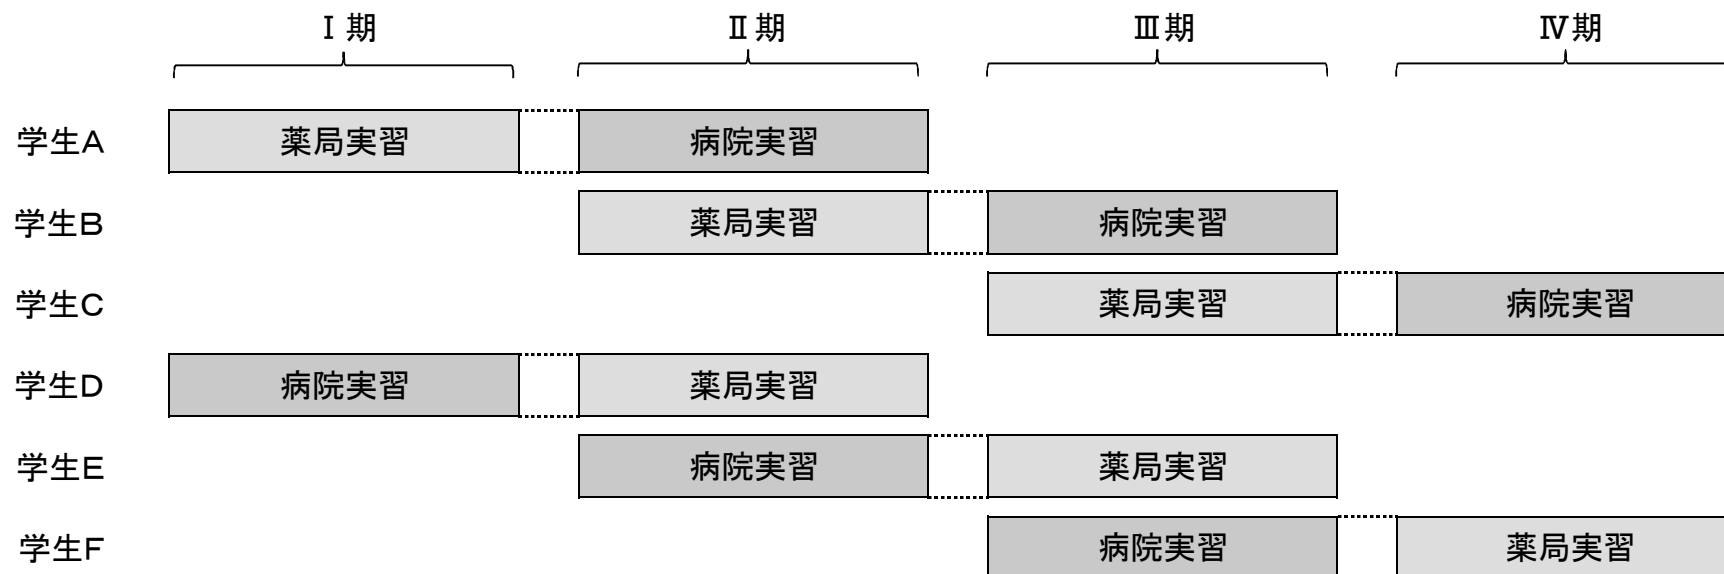 Ⅰ期 Ⅱ期 Ⅲ期 Ⅳ期
学生A 薬局実習 病院実習
学生B 薬局実習 病院実習
学生C 薬局実習 病院実習
学生D 病院実習 薬局実習
学生E 病院実習 薬局実習
学生F 病院実習 薬局実習